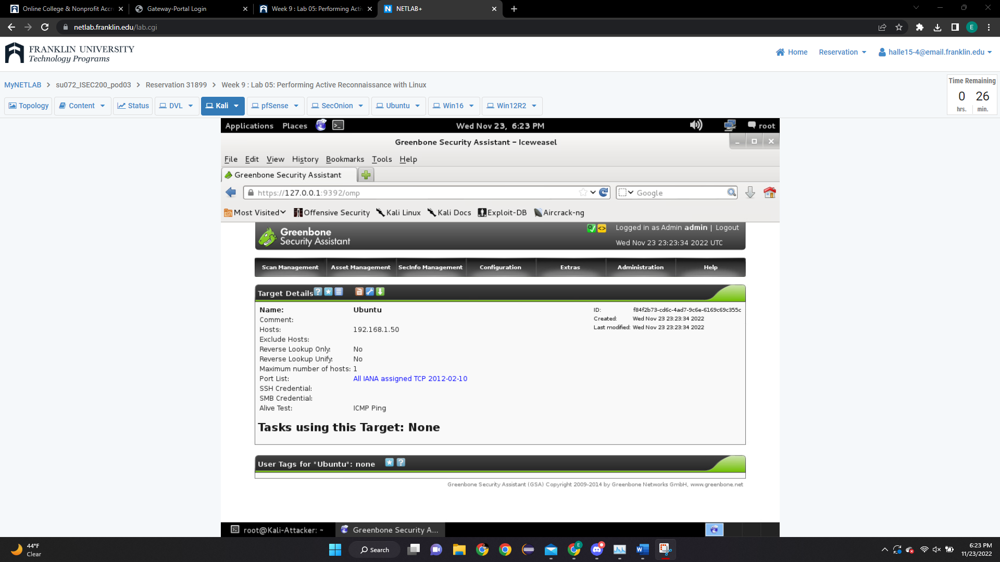 Online College & Nonprofit Accr
Gateway-Portal Login
Week 9 : Lab 05: Performing Acti
NETLAB+
netlab.franklin.edu/lab.cgi
E
FRANKLIN UNIVERSITY
Technology Programs
Home
Reservation
halle15-4@email.franklin.edu
MyNETLAB > su072_ISEC200_pod03 > Reservation 31899 > Week 9 : Lab 05: Performing Active Reconnaissance with Linux
Time Remaining
0 26
hrs. min.
Topology
Content
Status
DVL
Kali
pfSense
SecOnion
Ubuntu
Win16
Win12R2
Applications Places
Wed Nov 23, 6:23 PM
root
Greenbone Security Assistant - Iceweasel
File Edit View History Bookmarks Tools Help
Greenbone Security Assistant
https://127.0.0.1:9392/omp
Google
Most Visited
Offensive Security
Kali Linux
Kali Docs
Exploit-DB
Aircrack-ng
Greenbone
Security Assistant
Logged in as Admin admin | Logout
Wed Nov 23 23:23:34 2022 UTC
Scan Management
Asset Management
SecInfo Management
Configuration
Extras
Administration
Help
Target Details
Name: Ubuntu
Comment:
Hosts: 192.168.1.50
Exclude Hosts:
Reverse Lookup Only: No
Reverse Lookup Unify: No
Maximum number of hosts: 1
Port List: All IANA assigned TCP 2012-02-10
SSH Credential:
SMB Credential:
Alive Test: ICMP Ping
ID: f84f2b73-cd6c-4ad7-9c6e-6169c69c355c
Created: Wed Nov 23 23:23:34 2022
Last modified: Wed Nov 23 23:23:34 2022
Tasks using this Target: None
User Tags for "Ubuntu": none
Greenbone Security Assistant (GSA) Copyright 2009-2014 by Greenbone Networks GmbH, www.greenbone.net
root@Kali-Attacker: ~
Greenbone Security A...
44°F
Clear
Search
E
6:23 PM
11/23/2022